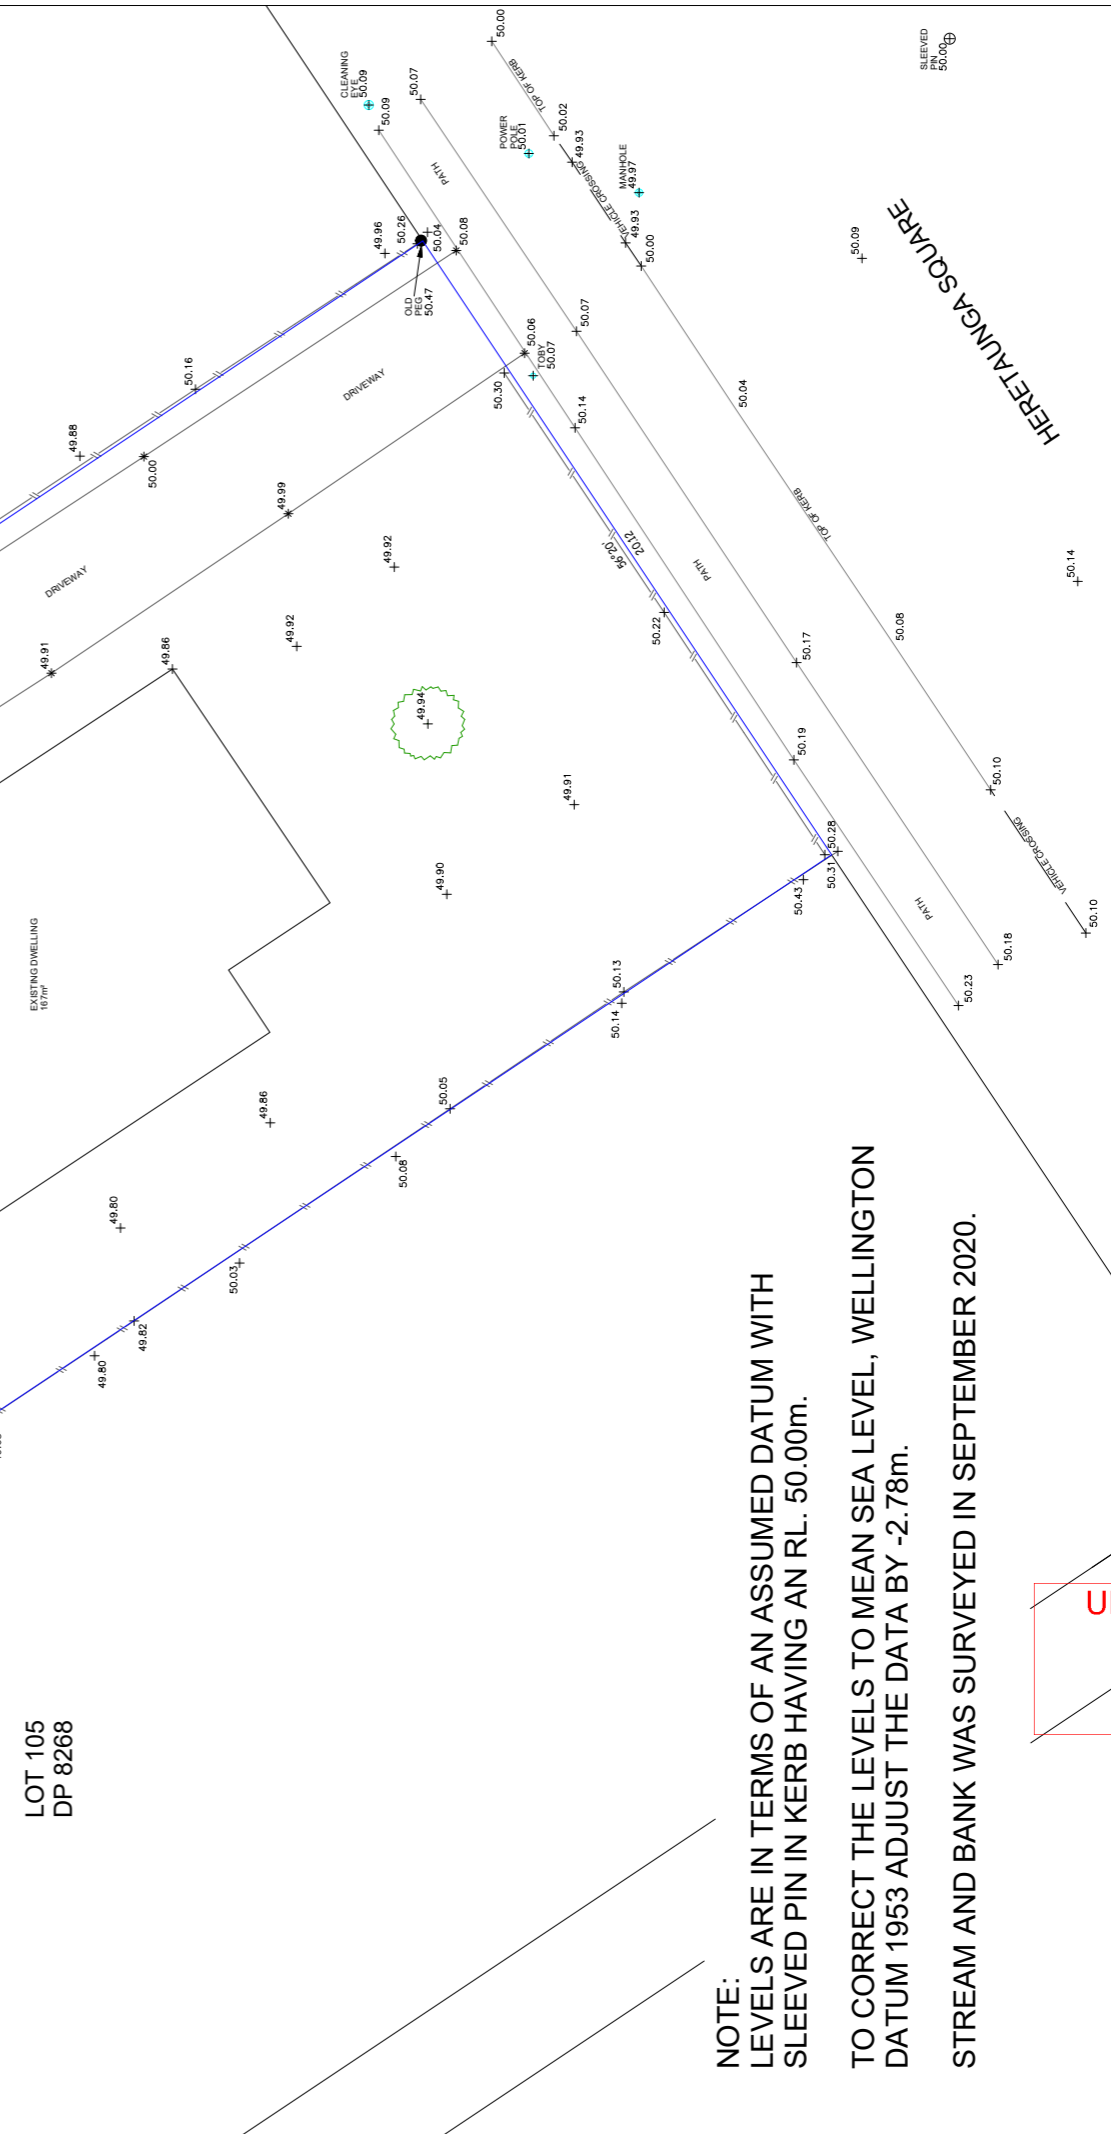 CLEANING
EYE
50.09
50.09
50.07
50.00
TOP OF KERB
SLEEVED
PIN
50.00
POWER
POLE
50.01
50.02
49.93
VEHICLE CROSSING
MANHOLE
49.97
49.93
50.00
PATH
49.96
50.26
50.04
50.08
OLD
PEG
50.47
50.09
HERETAUNGA SQUARE
50.16
DRIVEWAY
50.30
50.06
TOBY
50.07
50.07
50.14
50.04
49.88
50.00
49.99
TOP OF KERB
DRIVEWAY
49.92
56°20'
20.12
PATH
50.14
49.92
50.22
50.08
49.91
49.86
50.17
49.94
50.19
49.91
50.10
VEHICLE CROSSING
49.90
50.28
50.31
50.43
PATH
50.10
EXISTING DWELLING
167m²
50.13
50.14
50.18
50.23
49.86
50.05
50.08
49.80
50.03
49.82
49.80
LOT 105
DP 8268
NOTE:
LEVELS ARE IN TERMS OF AN ASSUMED DATUM WITH
SLEEVED PIN IN KERB HAVING AN RL. 50.00m.
TO CORRECT THE LEVELS TO MEAN SEA LEVEL, WELLINGTON
DATUM 1953 ADJUST THE DATA BY -2.78m.
STREAM AND BANK WAS SURVEYED IN SEPTEMBER 2020.